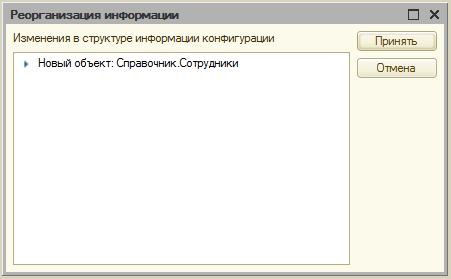 Реорганизация информации
Изменения в структуре информации конфигурации
Принять
Новый объект: Справочник.Сотрудники
Отмена